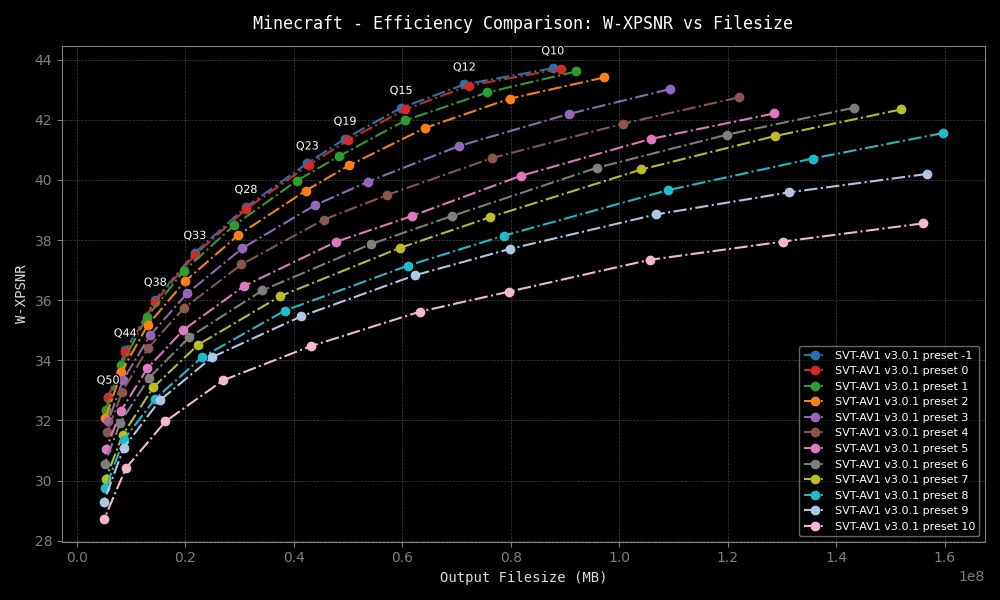 Minecraft - Efficiency Comparison: W-XPSNR vs Filesize
Q10
Q12
Q15
Q19
Q23
Q28
Q33
Q38
Q44
Q50
44
42
40
38
36
34
32
30
28
W-XPSNR
SVT-AV1 v3.0.1 preset -1
SVT-AV1 v3.0.1 preset 0
SVT-AV1 v3.0.1 preset 1
SVT-AV1 v3.0.1 preset 2
SVT-AV1 v3.0.1 preset 3
SVT-AV1 v3.0.1 preset 4
SVT-AV1 v3.0.1 preset 5
SVT-AV1 v3.0.1 preset 6
SVT-AV1 v3.0.1 preset 7
SVT-AV1 v3.0.1 preset 8
SVT-AV1 v3.0.1 preset 9
SVT-AV1 v3.0.1 preset 10
0.0 0.2 0.4 0.6 0.8 1.0 1.2 1.4 1.6
1e8
Output Filesize (MB)